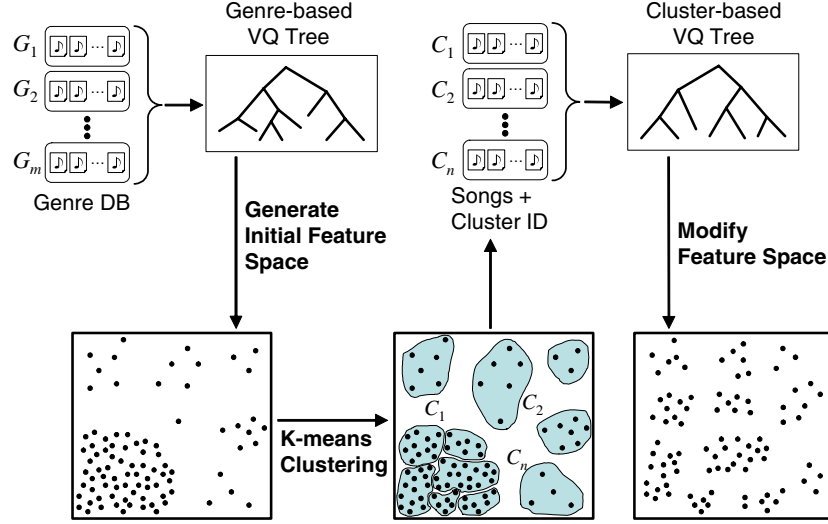 Genre-based
VQ Tree
G1
G2
Gm
Genre DB
Generate
Initial Feature
Space
K-means
Clustering
C1
C2
Cn
C1
C2
Cn
Songs +
Cluster ID
Cluster-based
VQ Tree
Modify
Feature Space